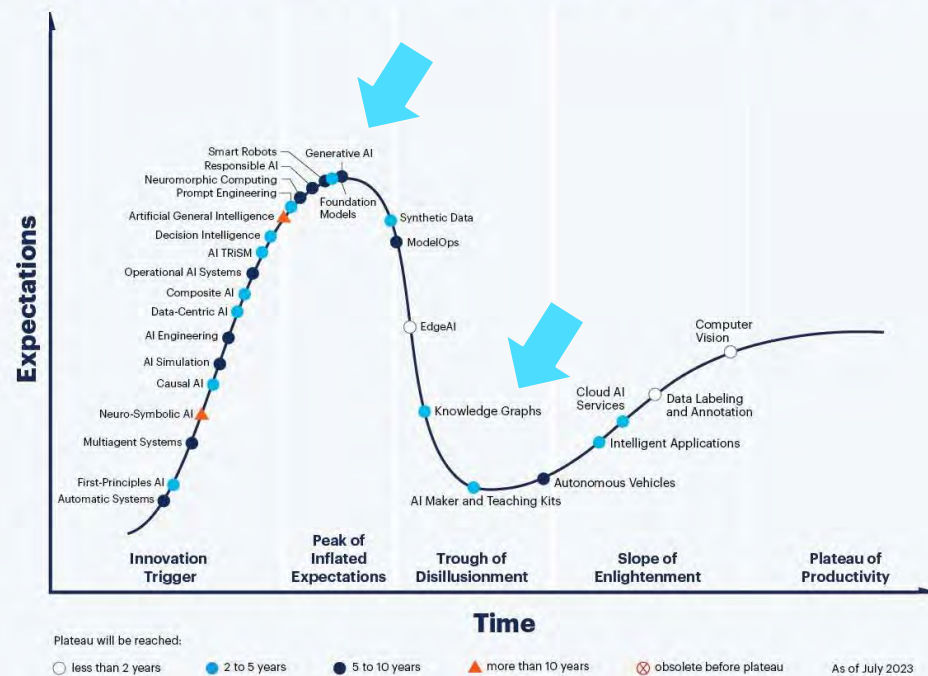 Expectations
Smart Robots
Generative AI
Responsible AI
Neuromorphic Computing
Prompt Engineering
Foundation
Models
Artificial General Intelligence
Synthetic Data
Decision Intelligence
ModelOps
AI TRiSM
Operational AI Systems
Composite AI
Data-Centric AI
EdgeAI
AI Engineering
Computer
Vision
AI Simulation
Causal AI
Cloud AI
Services
Data Labeling
and Annotation
Neuro-Symbolic AI
Knowledge Graphs
Multiagent Systems
Intelligent Applications
First-Principles AI
Autonomous Vehicles
Automatic Systems
AI Maker and Teaching Kits
Innovation
Trigger
Peak of
Inflated
Expectations
Trough of
Disillusionment
Slope of
Enlightenment
Plateau of
Productivity
Time
Plateau will be reached:
less than 2 years
2 to 5 years
5 to 10 years
more than 10 years
obsolete before plateau
As of July 2023